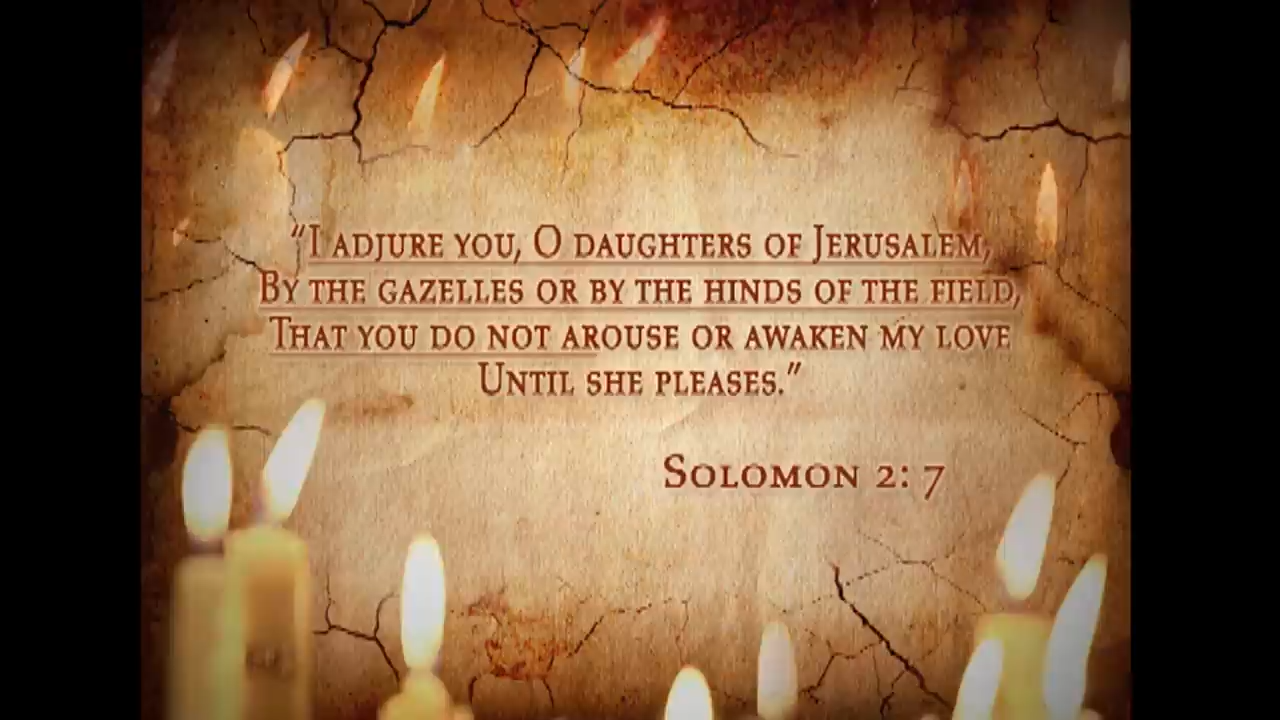 “I adjure you, O daughters of Jerusalem,
By the gazelles or by the hinds of the field,
That you do not arouse or awaken my love
Until she pleases.”
Solomon 2: 7